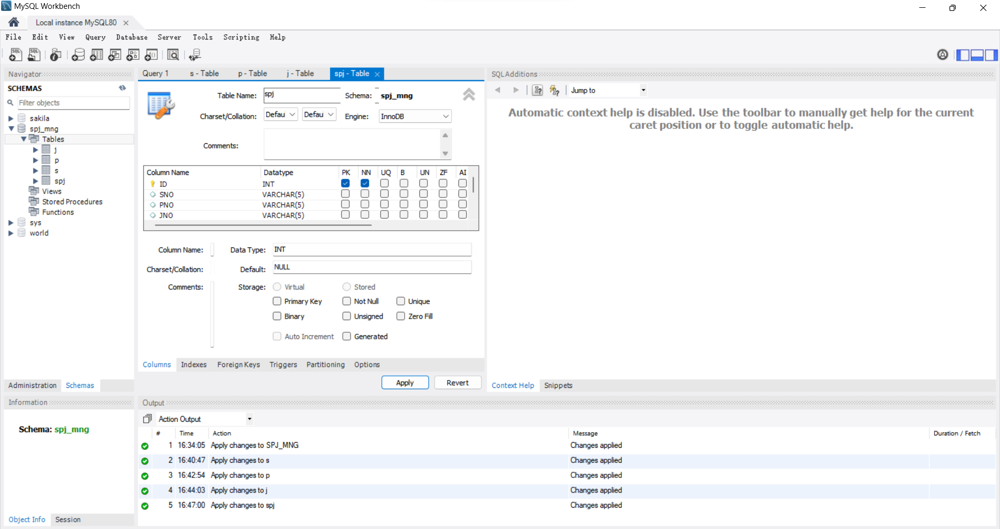 MySQL Workbench
Local instance MySQL80
File Edit View Query Database Server Tools Scripting Help
Navigator
SCHEMAS
Filter objects
sakila
spj_mng
Tables
j
p
s
spj
Views
Stored Procedures
Functions
sys
world
Administration Schemas
Information
Schema: spj_mng
Object Info Session
Query 1 s - Table p - Table j - Table spj - Table
Table Name: spj Schema: spj_mng
Charset/Collation: Defau Defau Engine: InnoDB
Comments:
Column Name Datatype PK NN UQ B UN ZF AI
ID INT
SNO VARCHAR(5)
PNO VARCHAR(5)
JNO VARCHAR(5)
Column Name: Data Type: INT
Charset/Collation: Default: NULL
Comments: Storage: Virtual Stored
Primary Key Not Null Unique
Binary Unsigned Zero Fill
Auto Increment Generated
Columns Indexes Foreign Keys Triggers Partitioning Options
Apply Revert
SQLAdditions
Jump to
Automatic context help is disabled. Use the toolbar to manually get help for the current
caret position or to toggle automatic help.
Context Help Snippets
Output
Action Output
# Time Action Message Duration / Fetch
1 16:34:05 Apply changes to SPJ_MNG Changes applied
2 16:40:47 Apply changes to s Changes applied
3 16:42:54 Apply changes to p Changes applied
4 16:44:03 Apply changes to j Changes applied
5 16:47:00 Apply changes to spj Changes applied